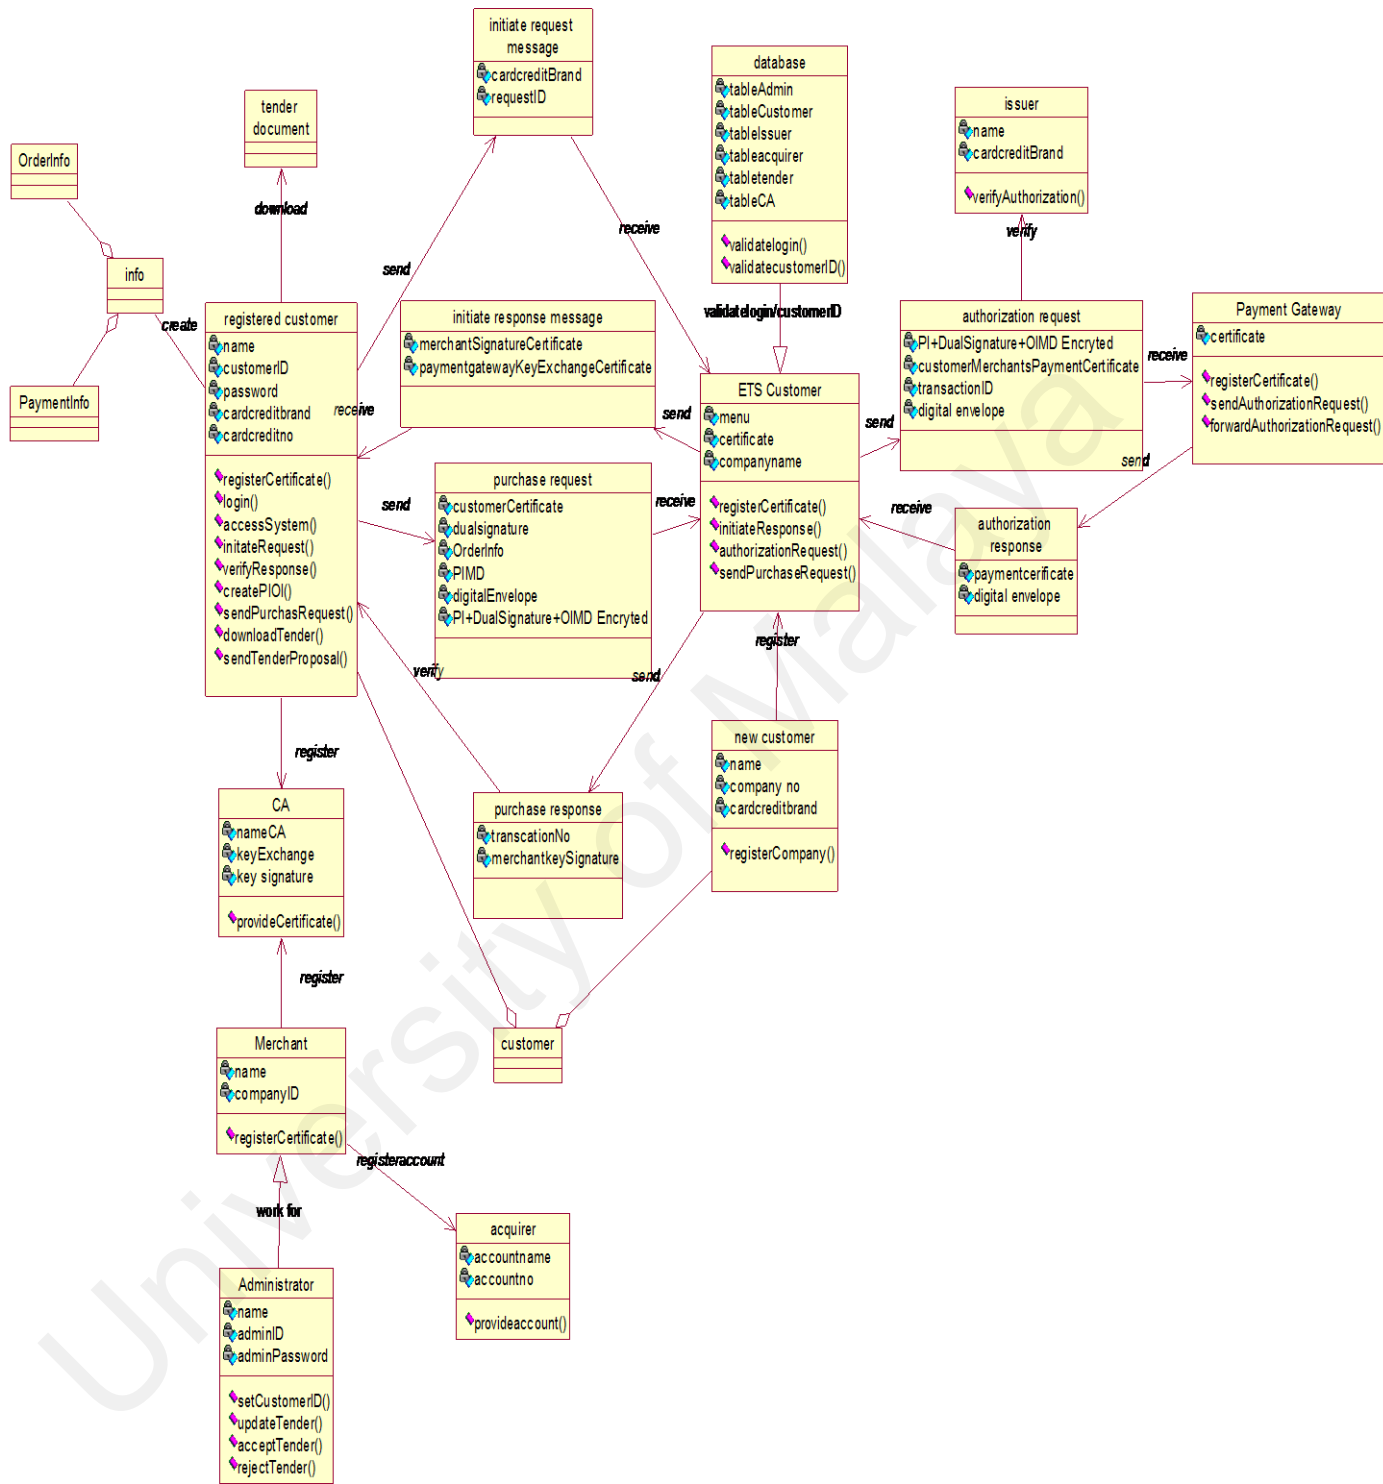 initiate request
message
cardcreditBrand
requestID
database
tableAdmin
tableCustomer
tableIssuer
tableacquirer
tabletender
tableCA
validatelogin()
validatecustomerID()
issuer
name
cardcreditBrand
verifyAuthorization()
tender
document
OrderInfo
download
receive
verify
info
send
create
PaymentInfo
registered customer
name
customerID
password
cardcreditbrand
cardcreditno
registerCertificate()
login()
accessSystem()
initateRequest()
verifyResponse()
createPIOI()
sendPurchasRequest()
downloadTender()
sendTenderProposal()
initiate response message
merchantSignatureCertificate
paymentgatewayKeyExchangeCertificate
receive
validatelogin/customerID
authorization request
PI+DualSignature+OIMD Encryted
customerMerchantsPaymentCertificate
transactionID
digital envelope
receive
Payment Gateway
certificate
registerCertificate()
sendAuthorizationRequest()
forwardAuthorizationRequest()
ETS Customer
menu
certificate
companyname
registerCertificate()
initiateResponse()
authorizationRequest()
sendPurchaseRequest()
send
send
send
send
purchase request
customerCertificate
dualsignature
OrderInfo
PIMD
digitalEnvelope
PI+DualSignature+OIMD Encryted
receive
receive
authorization
response
paymentcerificate
digital envelope
verify
send
register
new customer
name
company no
cardcreditbrand
registerCompany()
register
CA
nameCA
keyExchange
key signature
provideCertificate()
purchase response
transcationNo
merchantkeySignature
register
customer
Merchant
name
companyID
registerCertificate()
registeraccount
work for
acquirer
accountname
accountno
provideaccount()
Administrator
name
adminID
adminPassword
setCustomerID()
updateTender()
acceptTender()
rejectTender()
University of Malaya